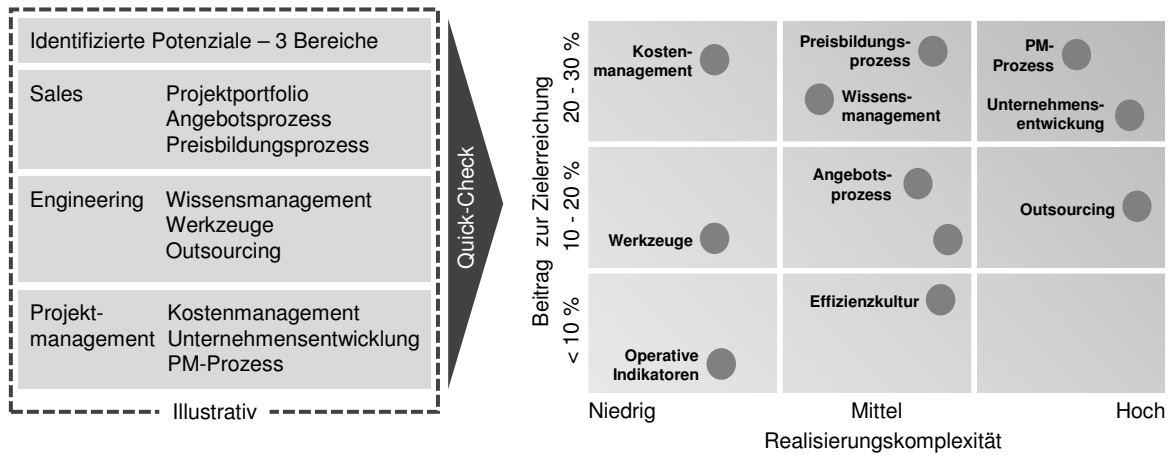 Identifizierte Potenziale – 3 Bereiche
Sales
Projektportfolio
Angebotsprozess
Preisbildungsprozess
Engineering
Wissensmanagement
Werkzeuge
Outsourcing
Projekt-
management
Kostenmanagement
Unternehmensentwicklung
PM-Prozess
Illustrativ
Quick-Check
Beitrag zur Zielerreichung
20 - 30 %
10 - 20 %
< 10 %
Kosten-
management
Preisbildungs-
prozess
Wissens-
management
PM-
Prozess
Unternehmens-
entwickung
Werkzeuge
Angebots-
prozess
Outsourcing
Operative
Indikatoren
Effizienzkultur
Niedrig
Mittel
Hoch
Realisierungskomplexität